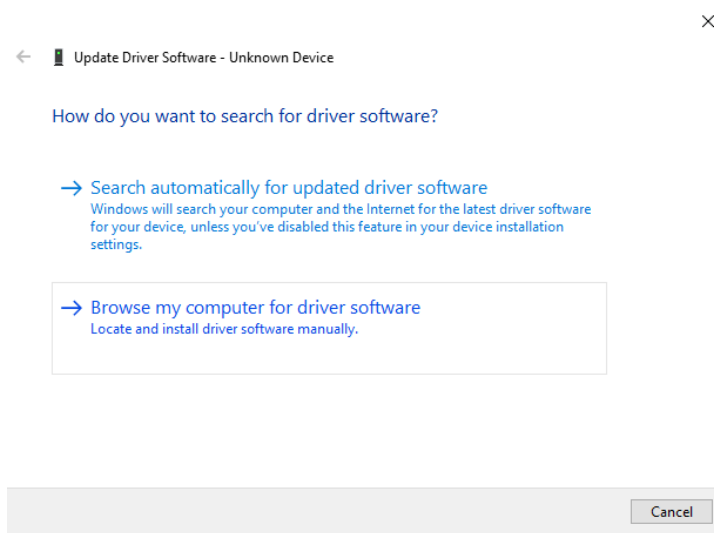 Update Driver Software - Unknown Device
How do you want to search for driver software?
Search automatically for updated driver software
Windows will search your computer and the Internet for the latest driver software
for your device, unless you've disabled this feature in your device installation
settings.
Browse my computer for driver software
Locate and install driver software manually.
Cancel